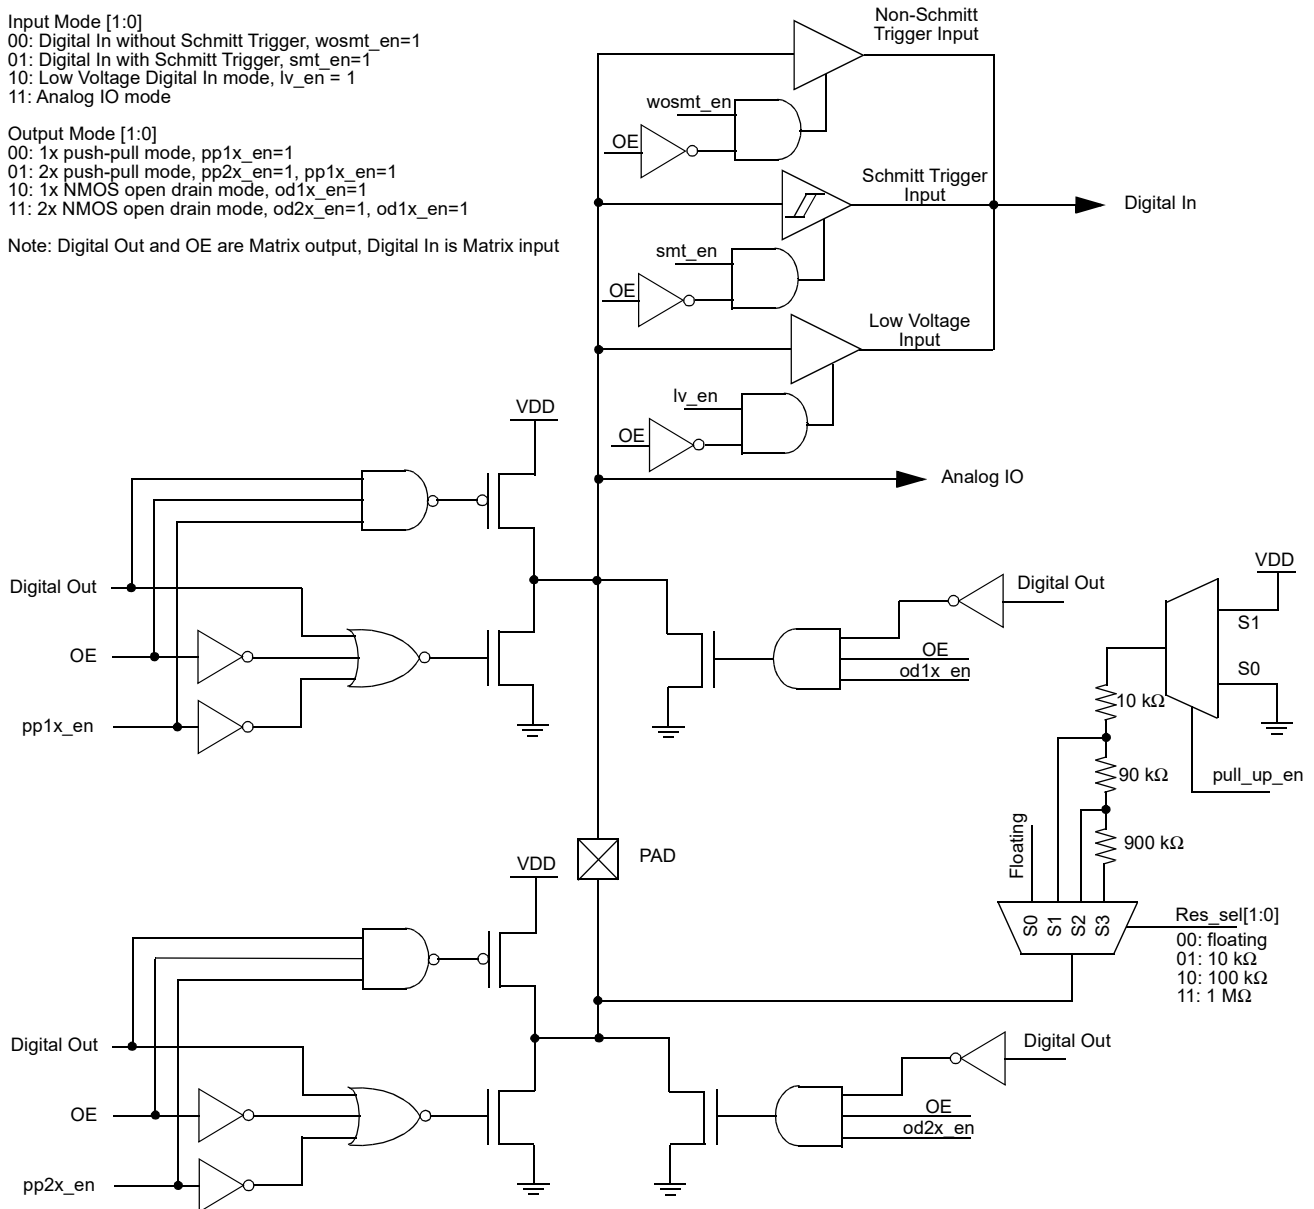 Input Mode [1:0]
00: Digital In without Schmitt Trigger, wosmt_en=1
01: Digital In with Schmitt Trigger, smt_en=1
10: Low Voltage Digital In mode, lv_en = 1
11: Analog IO mode
Output Mode [1:0]
00: 1x push-pull mode, pp1x_en=1
01: 2x push-pull mode, pp2x_en=1, pp1x_en=1
10: 1x NMOS open drain mode, od1x_en=1
11: 2x NMOS open drain mode, od2x_en=1, od1x_en=1
Note: Digital Out and OE are Matrix output, Digital In is Matrix input
Non-Schmitt
Trigger Input
wosmt_en
OE
Schmitt Trigger
Input
Digital In
smt_en
OE
Low Voltage
Input
lv_en
OE
Analog IO
VDD
Digital Out
OE
pp1x_en
Digital Out
OE
od1x_en
VDD
S1
S0
pull_up_en
10 kΩ
90 kΩ
900 kΩ
Floating
S0
S1
S2
S3
Res_sel[1:0]
00: floating
01: 10 kΩ
10: 100 kΩ
11: 1 MΩ
PAD
VDD
Digital Out
OE
pp2x_en
Digital Out
OE
od2x_en